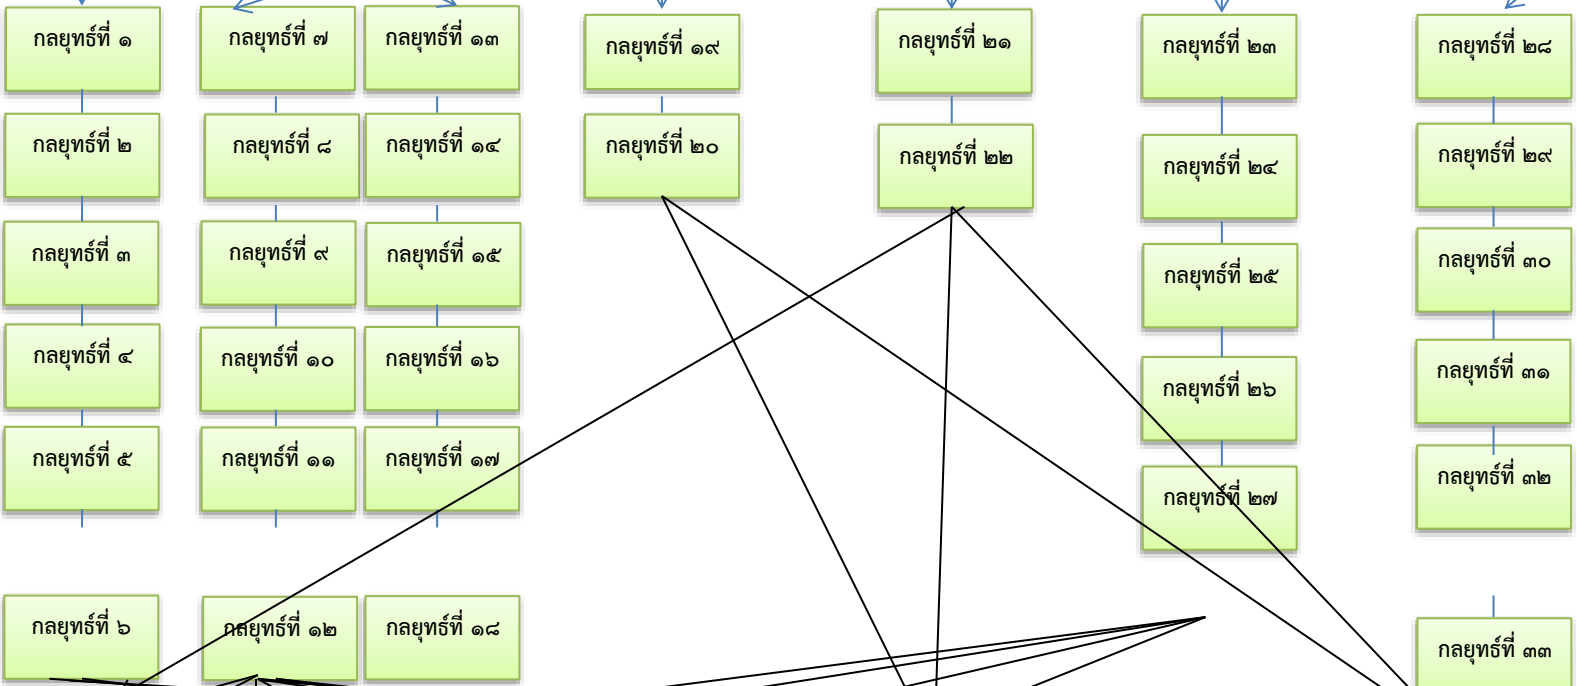 กลยุทธ์ที่ ๑
กลยุทธ์ที่ ๗
กลยุทธ์ที่ ๑๓
กลยุทธ์ที่ ๑๙
กลยุทธ์ที่ ๒๑
กลยุทธ์ที่ ๒๓
กลยุทธ์ที่ ๒๘
กลยุทธ์ที่ ๒
กลยุทธ์ที่ ๘
กลยุทธ์ที่ ๑๔
กลยุทธ์ที่ ๒๐
กลยุทธ์ที่ ๒๒
กลยุทธ์ที่ ๒๔
กลยุทธ์ที่ ๒๙
กลยุทธ์ที่ ๓
กลยุทธ์ที่ ๙
กลยุทธ์ที่ ๑๕
กลยุทธ์ที่ ๒๕
กลยุทธ์ที่ ๓๐
กลยุทธ์ที่ ๔
กลยุทธ์ที่ ๑๐
กลยุทธ์ที่ ๑๖
กลยุทธ์ที่ ๒๖
กลยุทธ์ที่ ๓๑
กลยุทธ์ที่ ๕
กลยุทธ์ที่ ๑๑
กลยุทธ์ที่ ๑๗
กลยุทธ์ที่ ๒๗
กลยุทธ์ที่ ๓๒
กลยุทธ์ที่ ๖
กลยุทธ์ที่ ๑๒
กลยุทธ์ที่ ๑๘
กลยุทธ์ที่ ๓๓